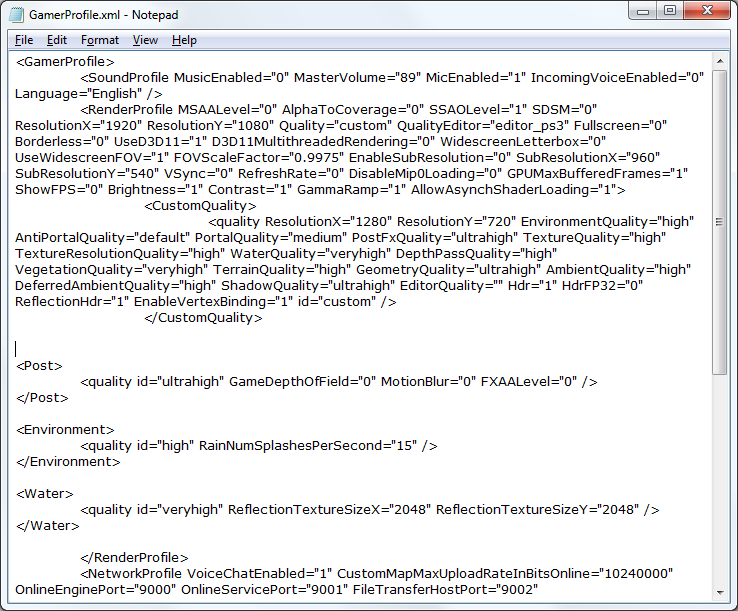 GamerProfile.xml - Notepad
File Edit Format View Help
<GamerProfile>
<SoundProfile MusicEnabled="0" MasterVolume="89" MicEnabled="1" IncomingVoiceEnabled="0"
Language="English" />
<RenderProfile MSAALevel="0" AlphaToCoverage="0" SSAOLevel="1" SDSM="0"
ResolutionX="1920" ResolutionY="1080" Quality="custom" QualityEditor="editor_ps3" Fullscreen="0"
Borderless="0" UseD3D11="1" D3D11MultithreadedRendering="0" WidescreenLetterbox="0"
UseWidescreenFOV="1" FOVScaleFactor="0.9975" EnableSubResolution="0" SubResolutionX="960"
SubResolutionY="540" VSync="0" RefreshRate="0" DisableMip0Loading="0" GPUMaxBufferedFrames="1"
ShowFPS="0" Brightness="1" Contrast="1" GammaRamp="1" AllowAsynchShaderLoading="1">
<CustomQuality>
<quality ResolutionX="1280" ResolutionY="720" EnvironmentQuality="high"
AntiPortalQuality="default" PortalQuality="medium" PostFxQuality="ultrahigh" TextureQuality="high"
TextureResolutionQuality="high" WaterQuality="veryhigh" DepthPassQuality="high"
VegetationQuality="veryhigh" TerrainQuality="high" GeometryQuality="ultrahigh" AmbientQuality="high"
DeferredAmbientQuality="high" ShadowQuality="ultrahigh" EditorQuality="" Hdr="1" HdrFP32="0"
ReflectionHdr="1" EnableVertexBinding="1" id="custom" />
</CustomQuality>
<Post>
<quality id="ultrahigh" GameDepthOfField="0" MotionBlur="0" FXAALevel="0" />
</Post>
<Environment>
<quality id="high" RainNumSplashesPerSecond="15" />
</Environment>
<Water>
<quality id="veryhigh" ReflectionTextureSizeX="2048" ReflectionTextureSizeY="2048" />
</Water>
</RenderProfile>
<NetworkProfile VoiceChatEnabled="1" CustomMapMaxUploadRateInBitsOnline="10240000"
OnlineEnginePort="9000" OnlineServicePort="9001" FileTransferHostPort="9002"